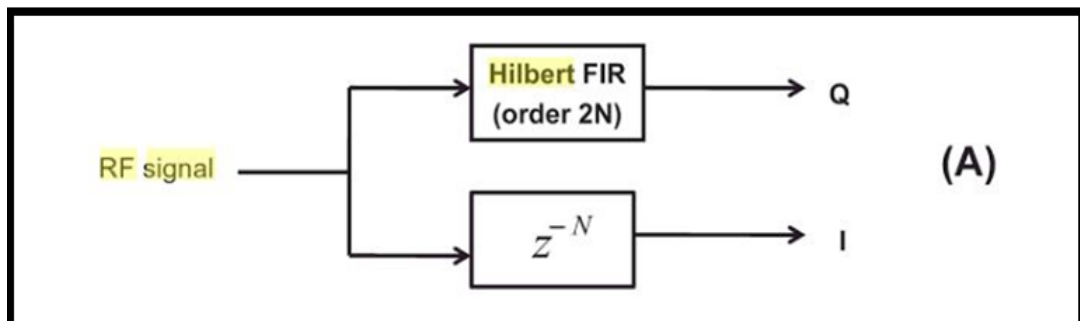 Hilbert FIR
(order 2N)
Q
RF signal
(A)
z^{-N}
I